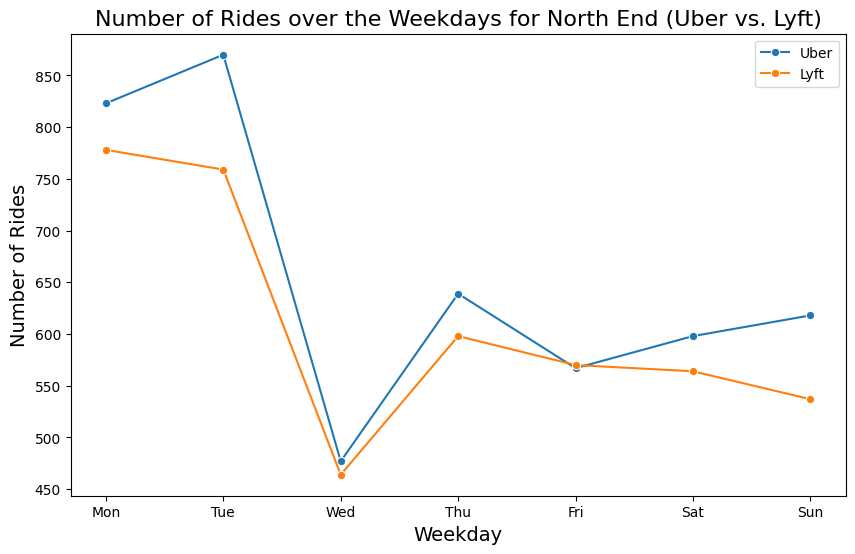 Number of Rides over the Weekdays for North End (Uber vs. Lyft)
Uber
Lyft
Number of Rides
850
800
750
700
650
600
550
500
450
Mon Tue Wed Thu Fri Sat Sun
Weekday